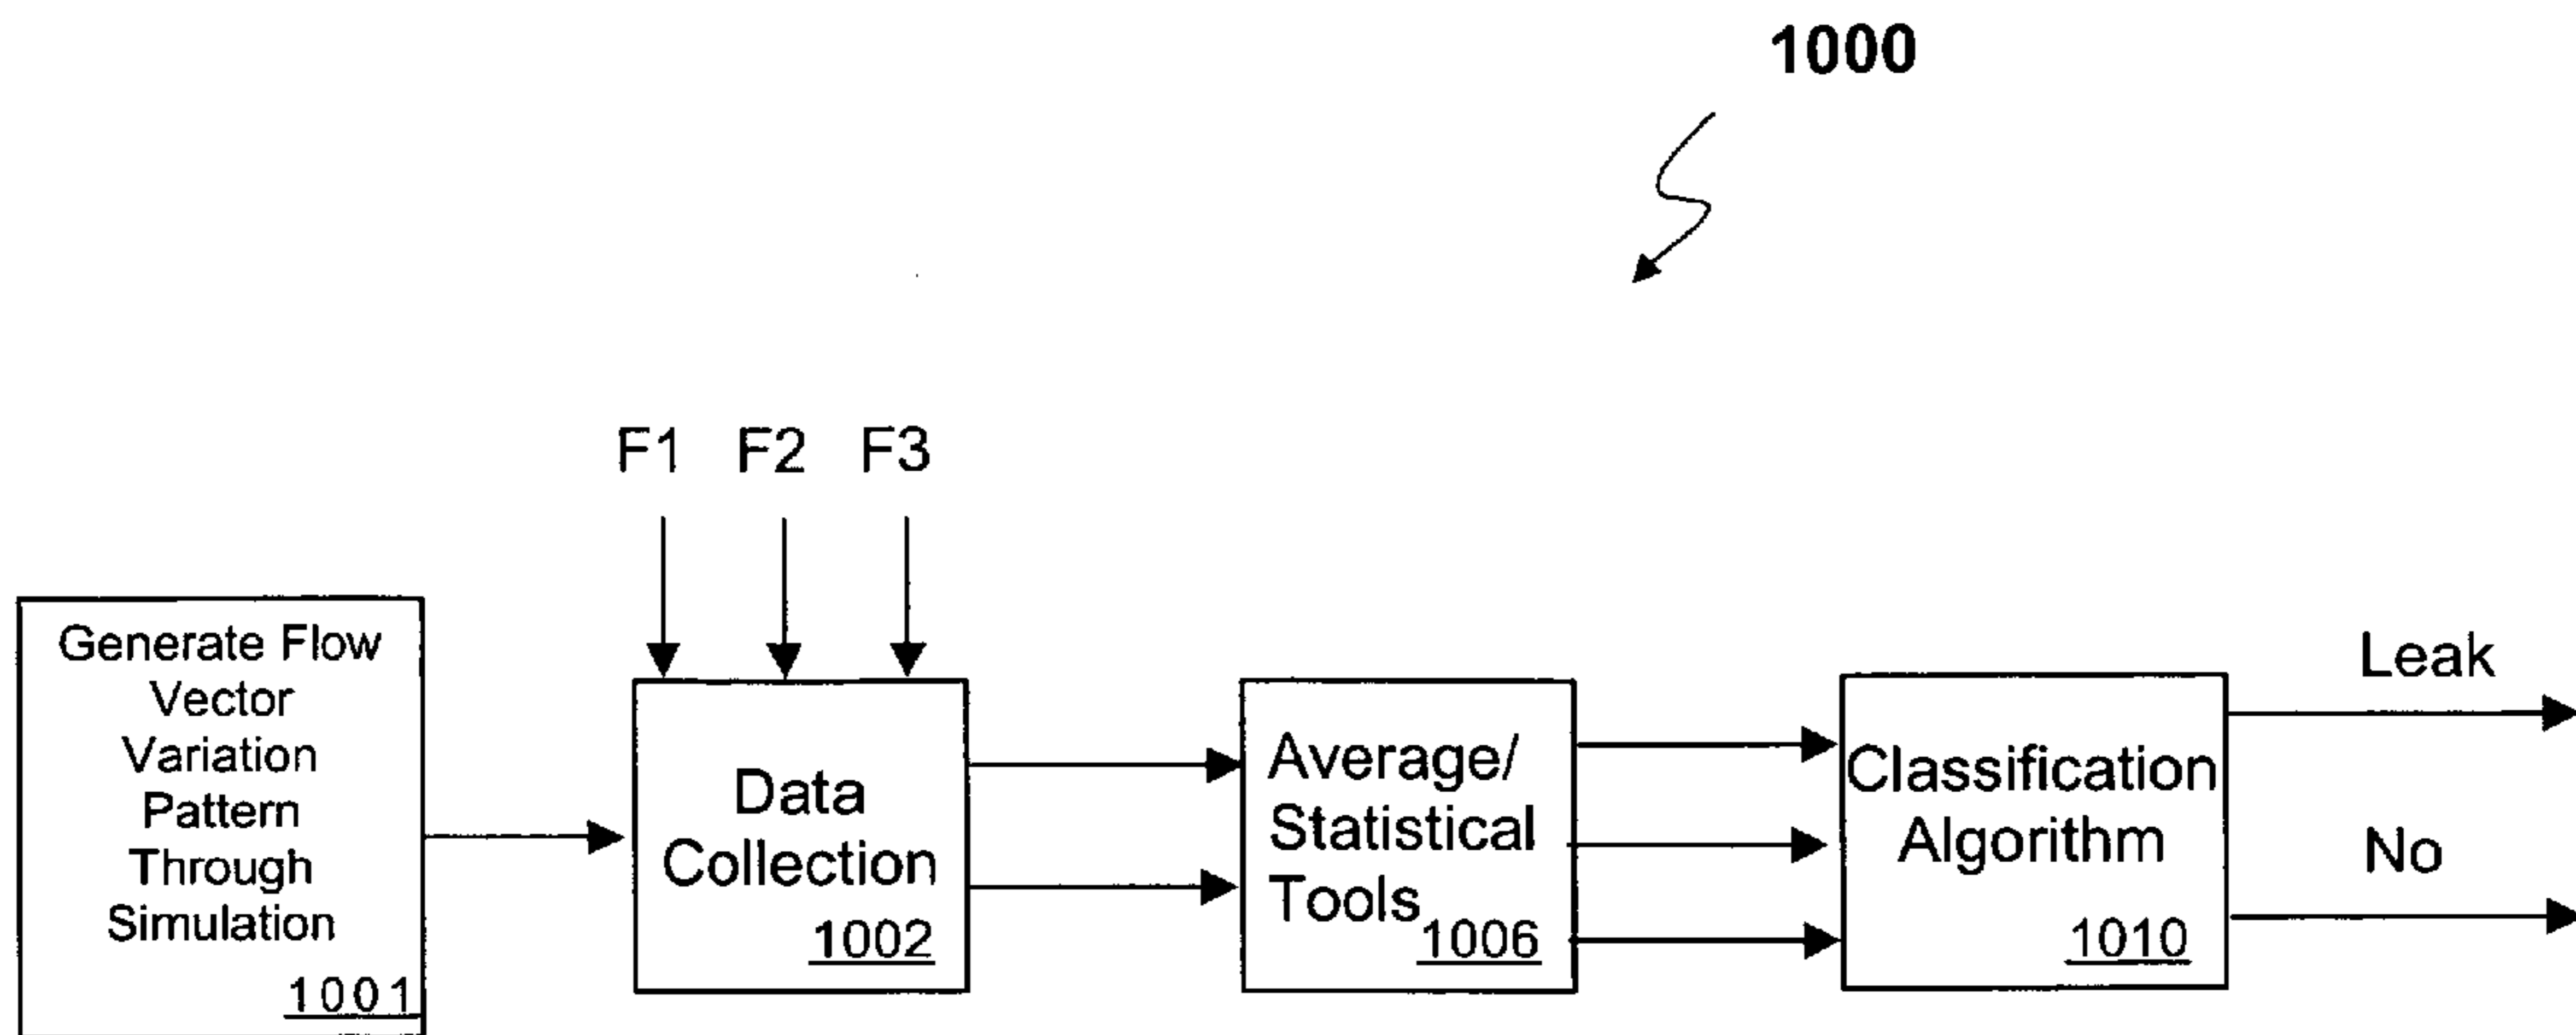 1000
F1 F2 F3
Generate Flow
Vector
Variation
Pattern
Through
Simulation
1001
Data
Collection
1002
Average/
Statistical
Tools
1006
Classification
Algorithm
1010
Leak
No